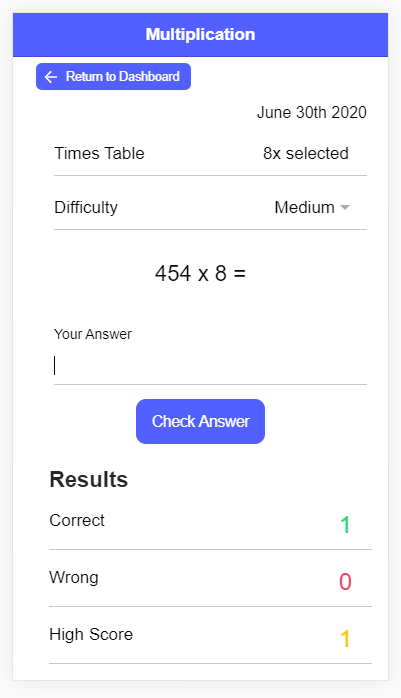 Multiplication
Return to Dashboard
June 30th 2020
Times Table 8x selected
Difficulty Medium
454 x 8 =
Your Answer
Check Answer
Results
Correct 1
Wrong 0
High Score 1